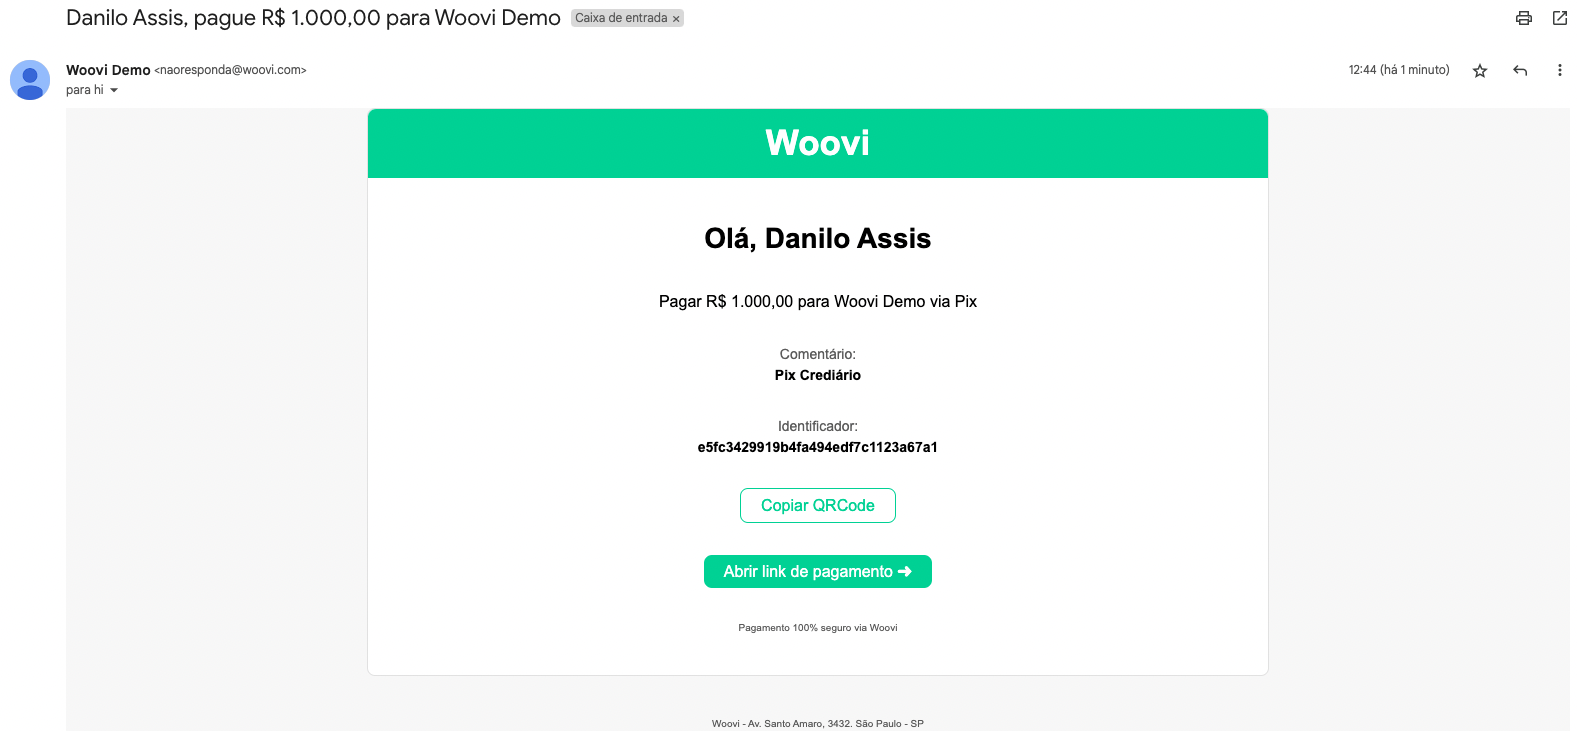 Danilo Assis, pague R$ 1.000,00 para Woovi Demo Caixa de entrada ×
Woovi Demo <naoresponda@woovi.com> 12:44 (há 1 minuto)
para hi
Woovi
Olá, Danilo Assis
Pagar R$ 1.000,00 para Woovi Demo via Pix
Comentário:
Pix Crediário
Identificador:
e5fc3429919b4fa494edf7c1123a67a1
Copiar QRCode
Abrir link de pagamento ➜
Pagamento 100% seguro via Woovi
Woovi - Av. Santo Amaro, 3432. São Paulo - SP